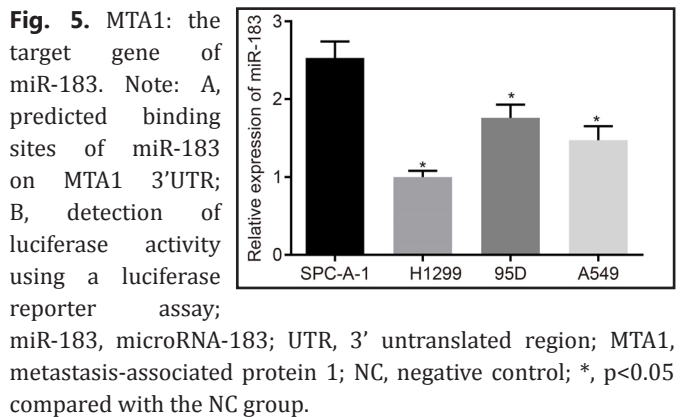 Fig. 5. MTA1: the
target gene of
miR-183. Note: A,
predicted binding
sites of miR-183
on MTA1 3’UTR;
B, detection of
luciferase activity
using a luciferase
reporter assay;
miR-183, microRNA-183; UTR, 3’ untranslated region; MTA1,
metastasis-associated protein 1; NC, negative control; *, p<0.05
compared with the NC group.
Relative expression of miR-183
3
2
1
0
*
*
*
SPC-A-1 H1299 95D A549